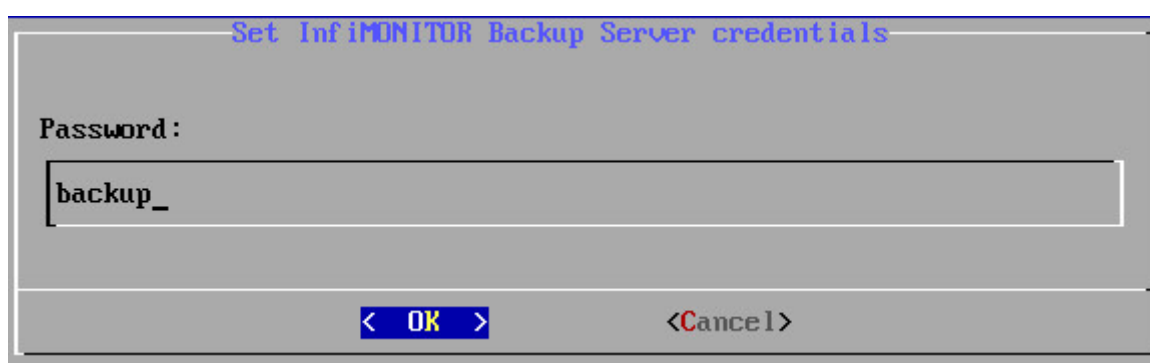 Set InfiMONITOR Backup Server credentials
Password:
backup_
< OK > <Cancel>